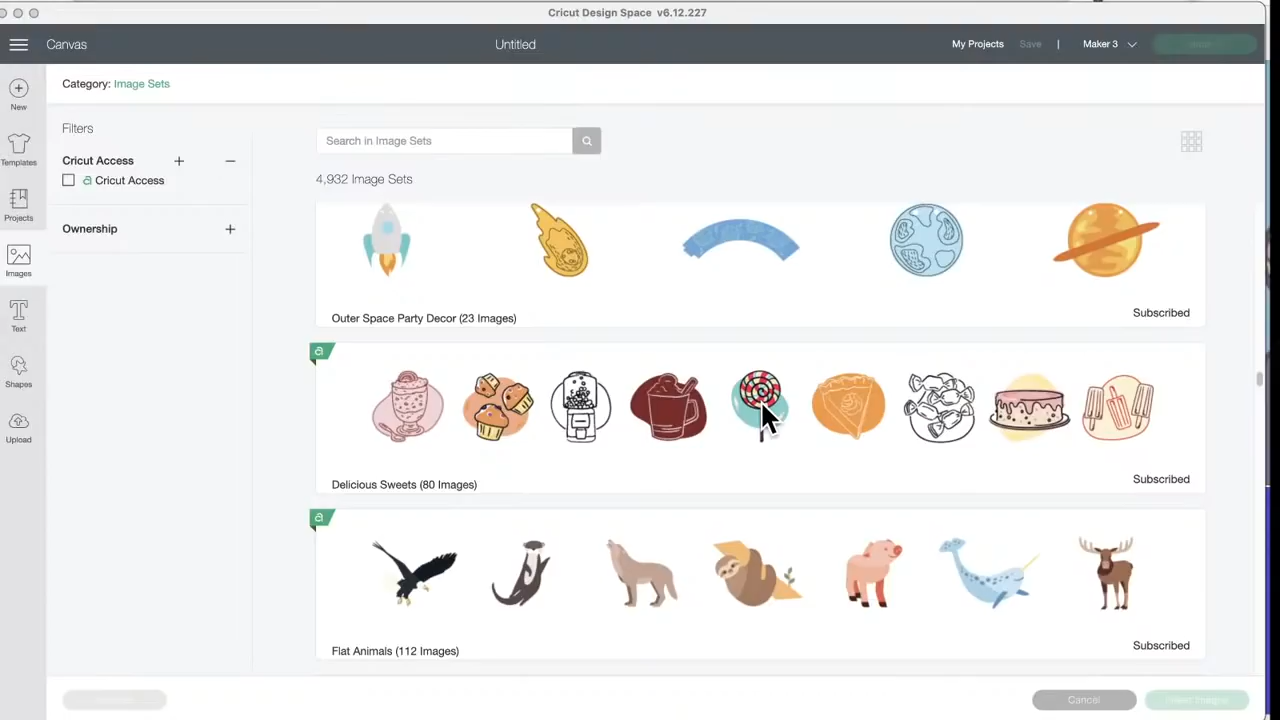 Cricut Design Space v6.12.227
Canvas
Untitled
My Projects
Save
|
Maker 3
New
Templates
Projects
Images
Text
Shapes
Upload
Category: Image Sets
Filters
Cricut Access + −
a Cricut Access
Ownership +
Search in Image Sets
4,932 Image Sets
Outer Space Party Decor (23 Images)
Subscribed
a
Delicious Sweets (80 Images)
Subscribed
a
Flat Animals (112 Images)
Subscribed
Cancel